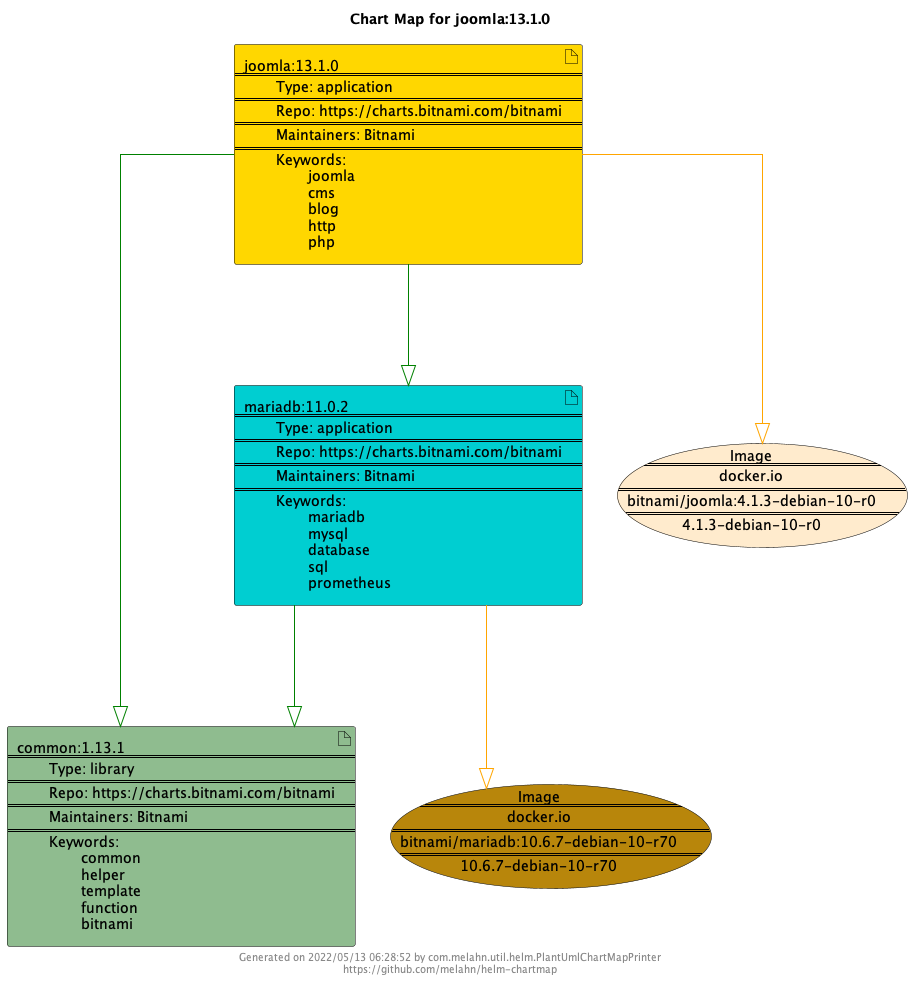 Chart Map for joomla:13.1.0
joomla:13.1.0
Type: application
Repo: https://charts.bitnami.com/bitnami
Maintainers: Bitnami
Keywords:
joomla
cms
blog
http
php
mariadb:11.0.2
Type: application
Repo: https://charts.bitnami.com/bitnami
Maintainers: Bitnami
Keywords:
mariadb
mysql
database
sql
prometheus
Image
docker.io
bitnami/joomla:4.1.3-debian-10-r0
4.1.3-debian-10-r0
common:1.13.1
Type: library
Repo: https://charts.bitnami.com/bitnami
Maintainers: Bitnami
Keywords:
common
helper
template
function
bitnami
Image
docker.io
bitnami/mariadb:10.6.7-debian-10-r70
10.6.7-debian-10-r70
Generated on 2022/05/13 06:28:52 by com.melahn.util.helm.PlantUmlChartMapPrinter
https://github.com/melahn/helm-chartmap